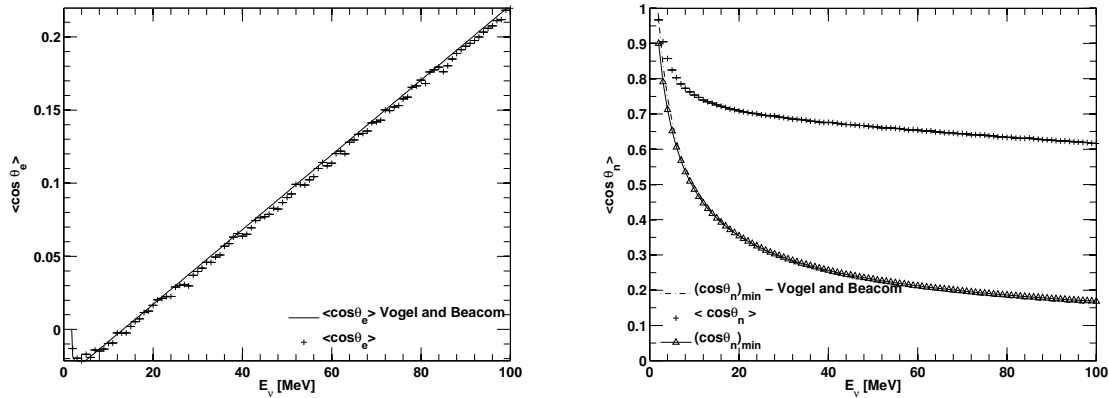 0.2
0.15
0.1
0.05
0
<cos θe>
0 20 40 60 80 100
Eν [MeV]
<cosθe> Vogel and Beacom
<cosθe>
1
0.9
0.8
0.7
0.6
0.5
0.4
0.3
0.2
0.1
0
<cos θn>
0 20 40 60 80 100
Eν [MeV]
(cosθn)min – Vogel and Beacom
< cosθn >
(cosθn)min